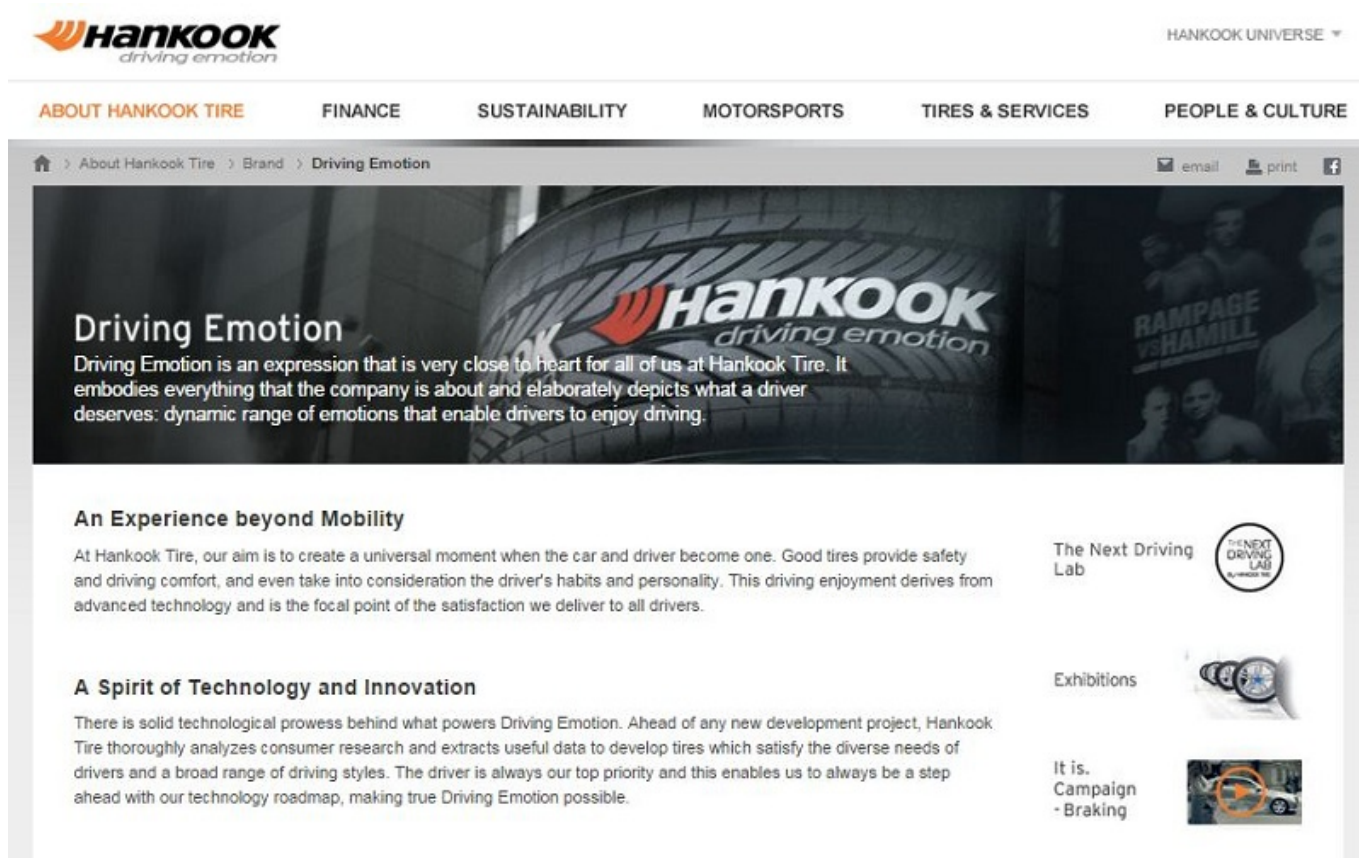 Hankook
driving emotion
HANKOOK UNIVERSE
ABOUT HANKOOK TIRE
FINANCE
SUSTAINABILITY
MOTORSPORTS
TIRES & SERVICES
PEOPLE & CULTURE
> About Hankook Tire > Brand > Driving Emotion
email
print
f
Hankook
driving emotion
OK
RAMPAGE
VS HAMILL
Driving Emotion
Driving Emotion is an expression that is very close to heart for all of us at Hankook Tire. It
embodies everything that the company is about and elaborately depicts what a driver
deserves: dynamic range of emotions that enable drivers to enjoy driving.
An Experience beyond Mobility
At Hankook Tire, our aim is to create a universal moment when the car and driver become one. Good tires provide safety
and driving comfort, and even take into consideration the driver's habits and personality. This driving enjoyment derives from
advanced technology and is the focal point of the satisfaction we deliver to all drivers.
A Spirit of Technology and Innovation
There is solid technological prowess behind what powers Driving Emotion. Ahead of any new development project, Hankook
Tire thoroughly analyzes consumer research and extracts useful data to develop tires which satisfy the diverse needs of
drivers and a broad range of driving styles. The driver is always our top priority and this enables us to always be a step
ahead with our technology roadmap, making true Driving Emotion possible.
The Next Driving
Lab
THE NEXT
DRIVING
LAB
By HANKOOK TIRE
Exhibitions
It is.
Campaign
- Braking